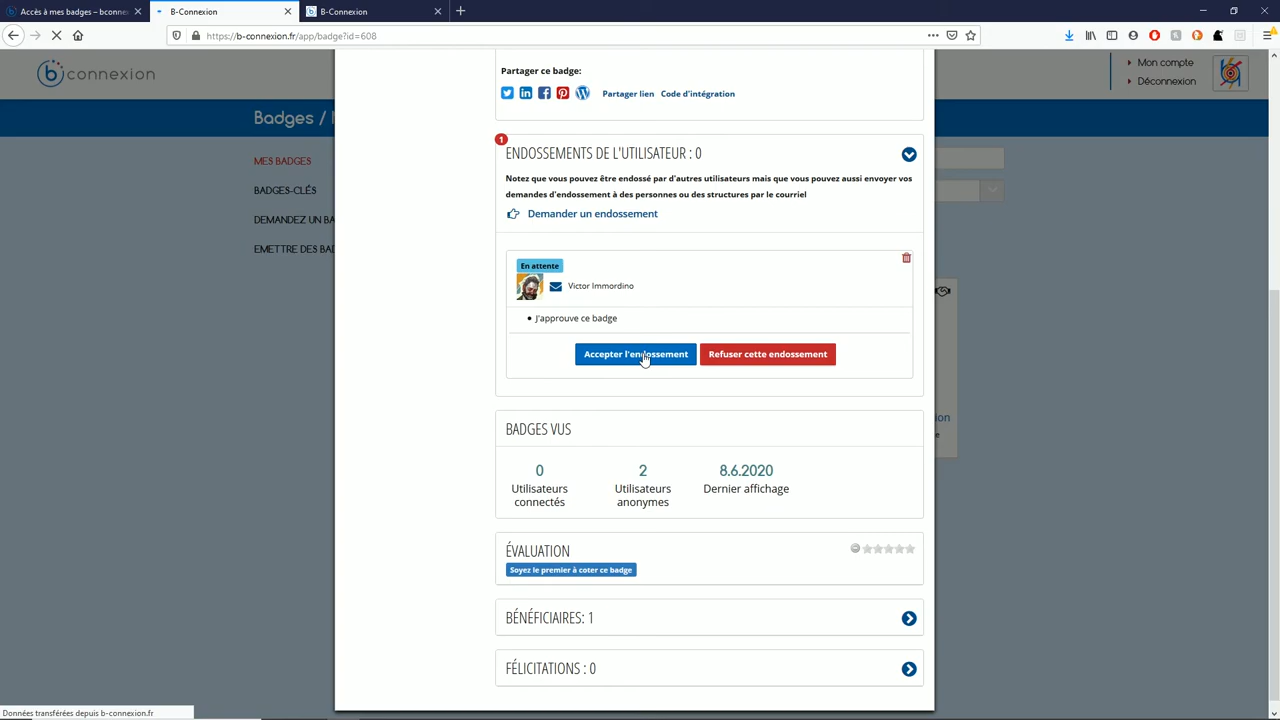 Accès à mes badges – bconne
B-Connexion
B-Connexion
https://b-connexion.fr/app/badge?id=608
b connexion
Mon compte
Déconnexion
Badges /
MES BADGES
BADGES-CLÉS
DEMANDEZ UN BA
EMETTRE DES BAD
Partager ce badge:
Partager lien Code d'intégration
1
ENDOSSEMENTS DE L'UTILISATEUR : 0
Notez que vous pouvez être endossé par d'autres utilisateurs mais que vous pouvez aussi envoyer vos
demandes d'endossement à des personnes ou des structures par le courriel
Demander un endossement
En attente
Victor Immordino
J'approuve ce badge
Accepter l'endossement
Refuser cette endossement
BADGES VUS
0 2 8.6.2020
Utilisateurs connectés
Utilisateurs anonymes
Dernier affichage
ÉVALUATION
Soyez le premier à coter ce badge
BÉNÉFICIAIRES: 1
FÉLICITATIONS : 0
ion
e
Données transférées depuis b-connexion.fr